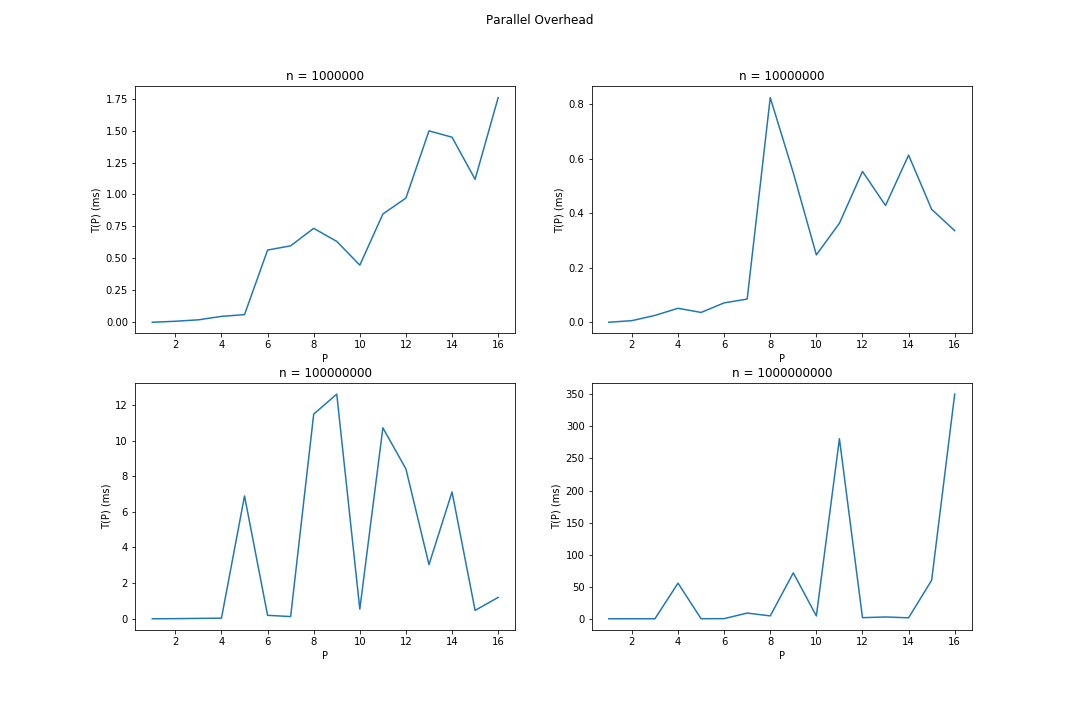 Parallel Overhead
n = 1000000
T(P) (ms)
1.75
1.50
1.25
1.00
0.75
0.50
0.25
0.00
2 4 6 8 10 12 14 16
P
n = 10000000
T(P) (ms)
0.8
0.6
0.4
0.2
0.0
2 4 6 8 10 12 14 16
P
n = 100000000
T(P) (ms)
12
10
8
6
4
2
0
2 4 6 8 10 12 14 16
P
n = 1000000000
T(P) (ms)
350
300
250
200
150
100
50
0
2 4 6 8 10 12 14 16
P